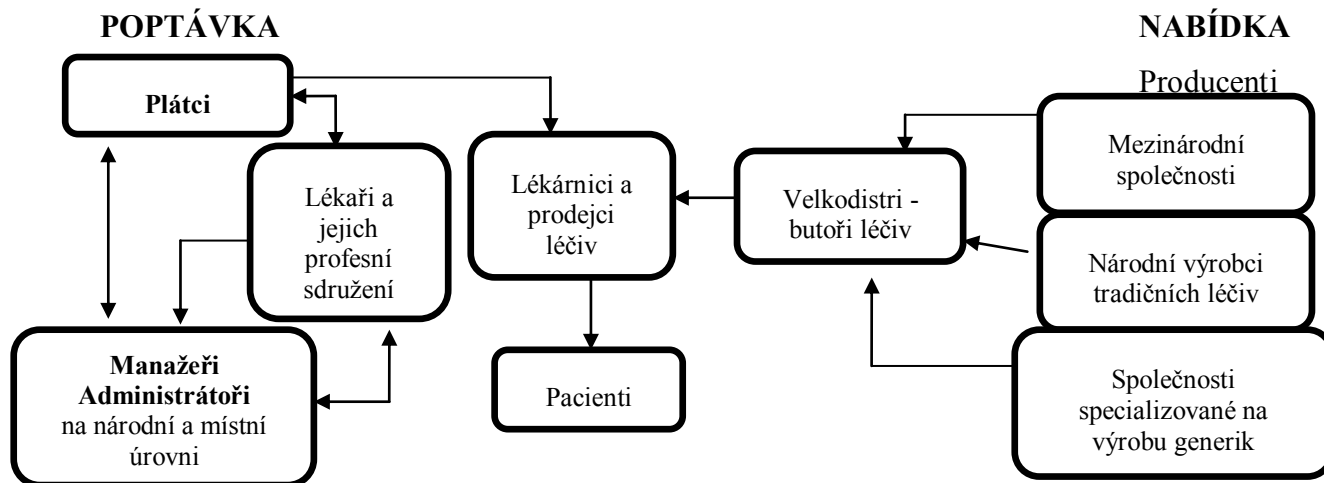 POPTÁVKA
NABÍDKA
Producenti
Plátci
Lékaři a
jejich
profesní
sdružení
Manažeři
Administrátoři
na národní a místní
úrovni
Lékárnici a
prodejci
léčiv
Pacienti
Velkodistri -
butoři léčiv
Mezinárodní
společnosti
Národní výrobci
tradičních léčiv
Společnosti
specializované na
výrobu generik